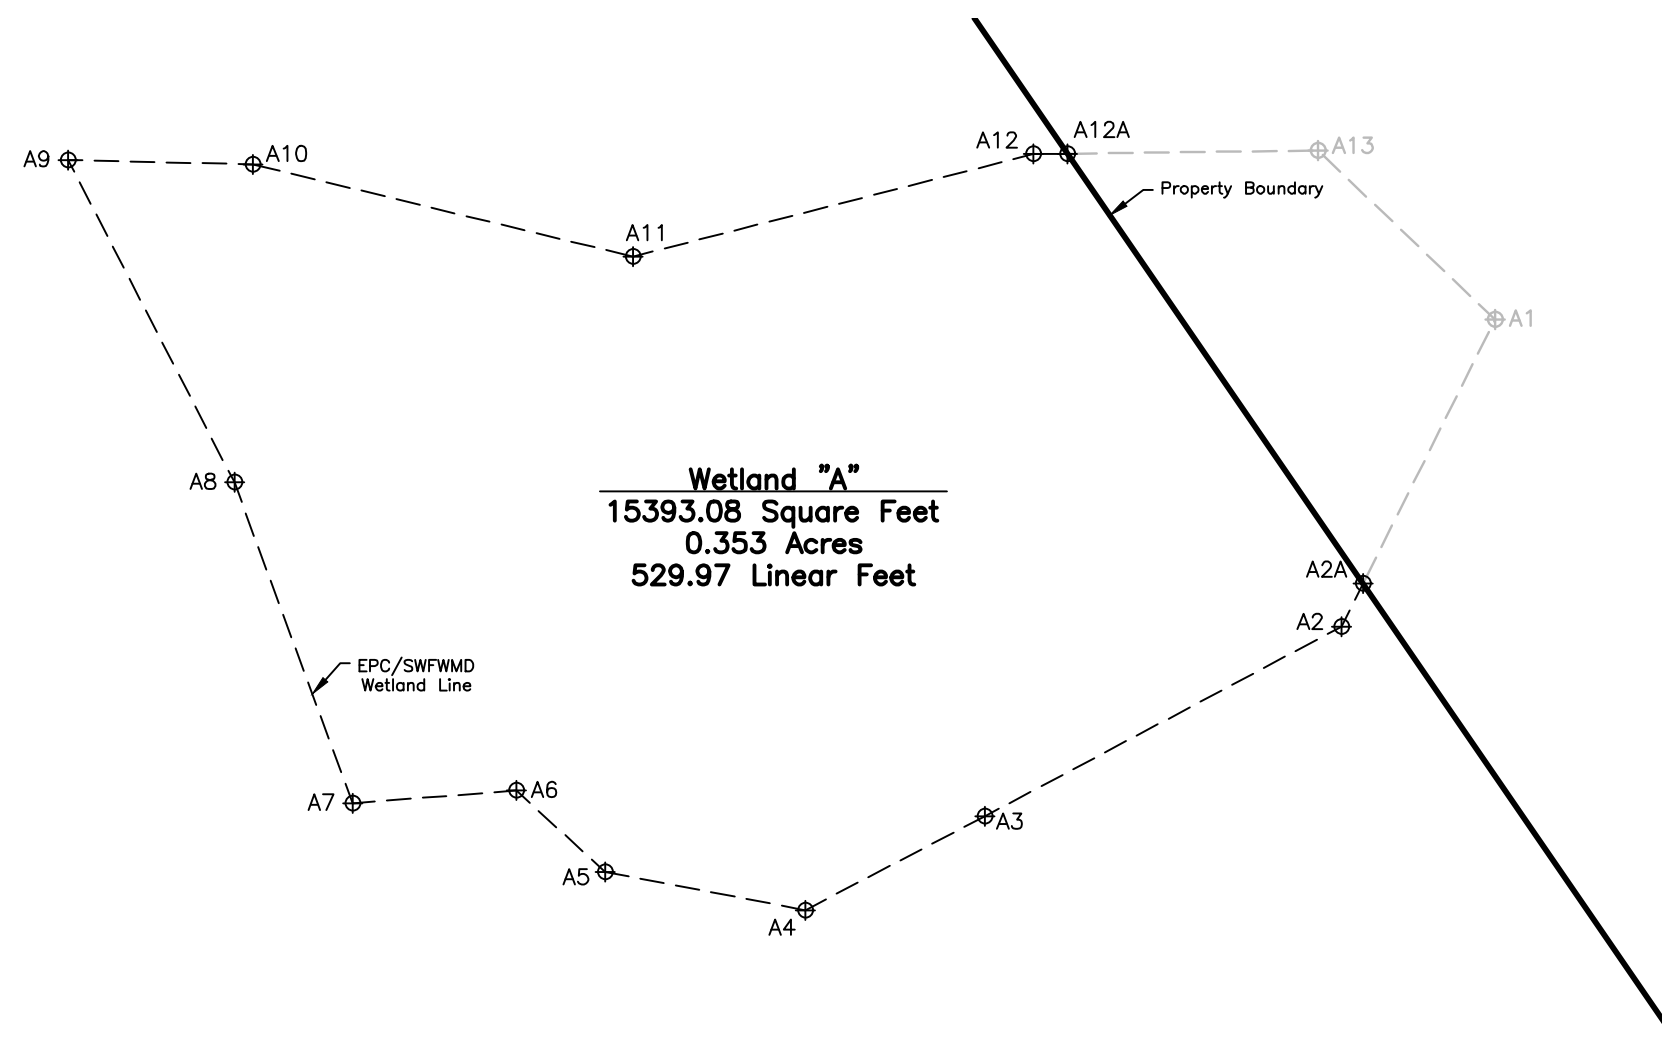 A12A
A12
A13
A9
A10
Property Boundary
A11
A1
Wetland "A"
A8
15393.08 Square Feet
0.353 Acres
529.97 Linear Feet
A2A
A2
EPC/SWFWMD
Wetland Line
A7
A6
A3
A5
A4